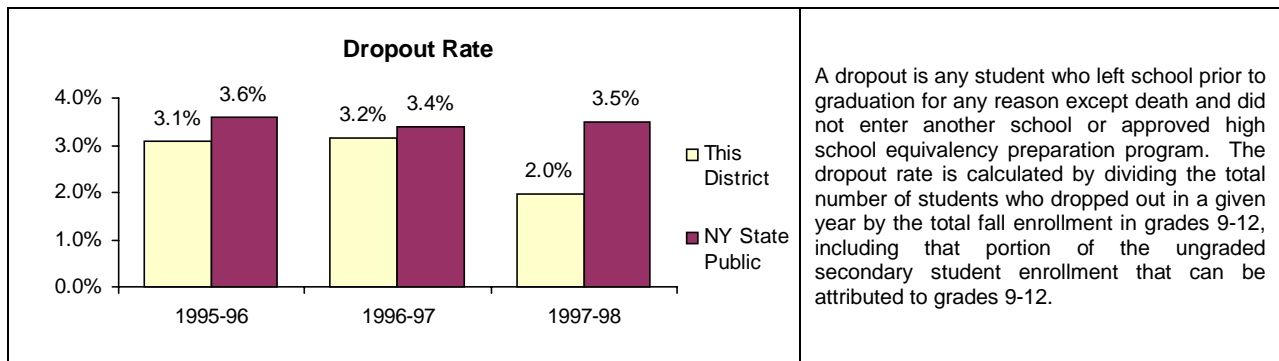 Dropout Rate
4.0%
3.0%
2.0%
1.0%
0.0%
3.1%
3.6%
3.2%
3.4%
2.0%
3.5%
1995-96
1996-97
1997-98
This
District
NY State
Public
A dropout is any student who left school prior to
graduation for any reason except death and did
not enter another school or approved high
school equivalency preparation program. The
dropout rate is calculated by dividing the total
number of students who dropped out in a given
year by the total fall enrollment in grades 9-12,
including that portion of the ungraded
secondary student enrollment that can be
attributed to grades 9-12.